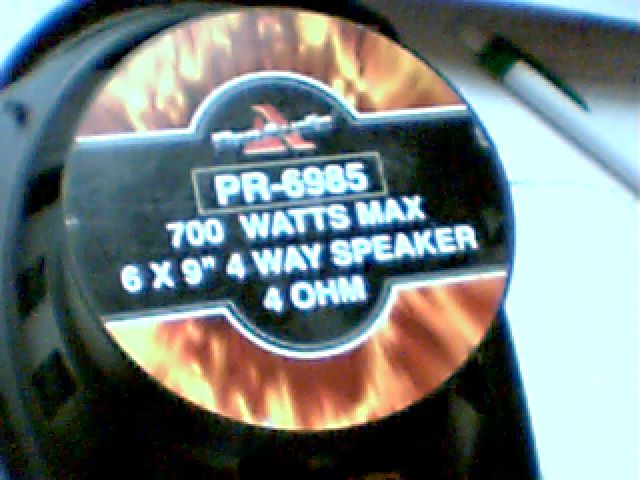 PR-6985
700 WATTS MAX
6 X 9" 4 WAY SPEAKER
4 OHM